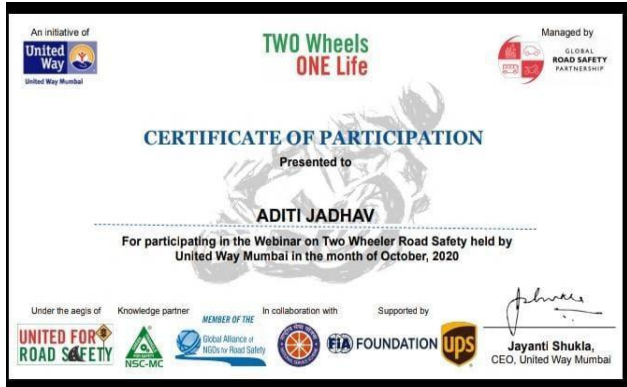 An initiative of
United
Way
United Way Mumbai
TWO Wheels
ONE Life
Managed by
GLOBAL
ROAD SAFETY
PARTNERSHIP
CERTIFICATE OF PARTICIPATION
Presented to
ADITI JADHAV
For participating in the Webinar on Two Wheeler Road Safety held by
United Way Mumbai in the month of October, 2020
Under the aegis of
UNITED FOR
ROAD SAFETY
Knowledge partner
NSC-MC
MEMBER OF THE
Global Alliance of
NGOs for Road Safety
In collaboration with
Supported by
FiA FOUNDATION
ups
Jayanti Shukla,
CEO, United Way Mumbai